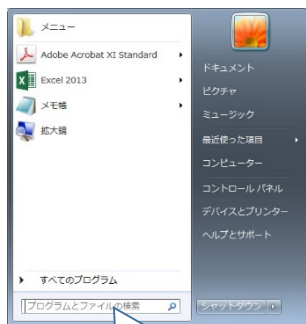 メニュー
Adobe Acrobat XI Standard
Excel 2013
メモ帳
拡大鏡
すべてのプログラム
プログラムとファイルの検索
ドキュメント
ピクチャ
ミュージック
最近使った項目
コンピューター
コントロール パネル
デバイスとプリンター
ヘルプとサポート
シャットダウン